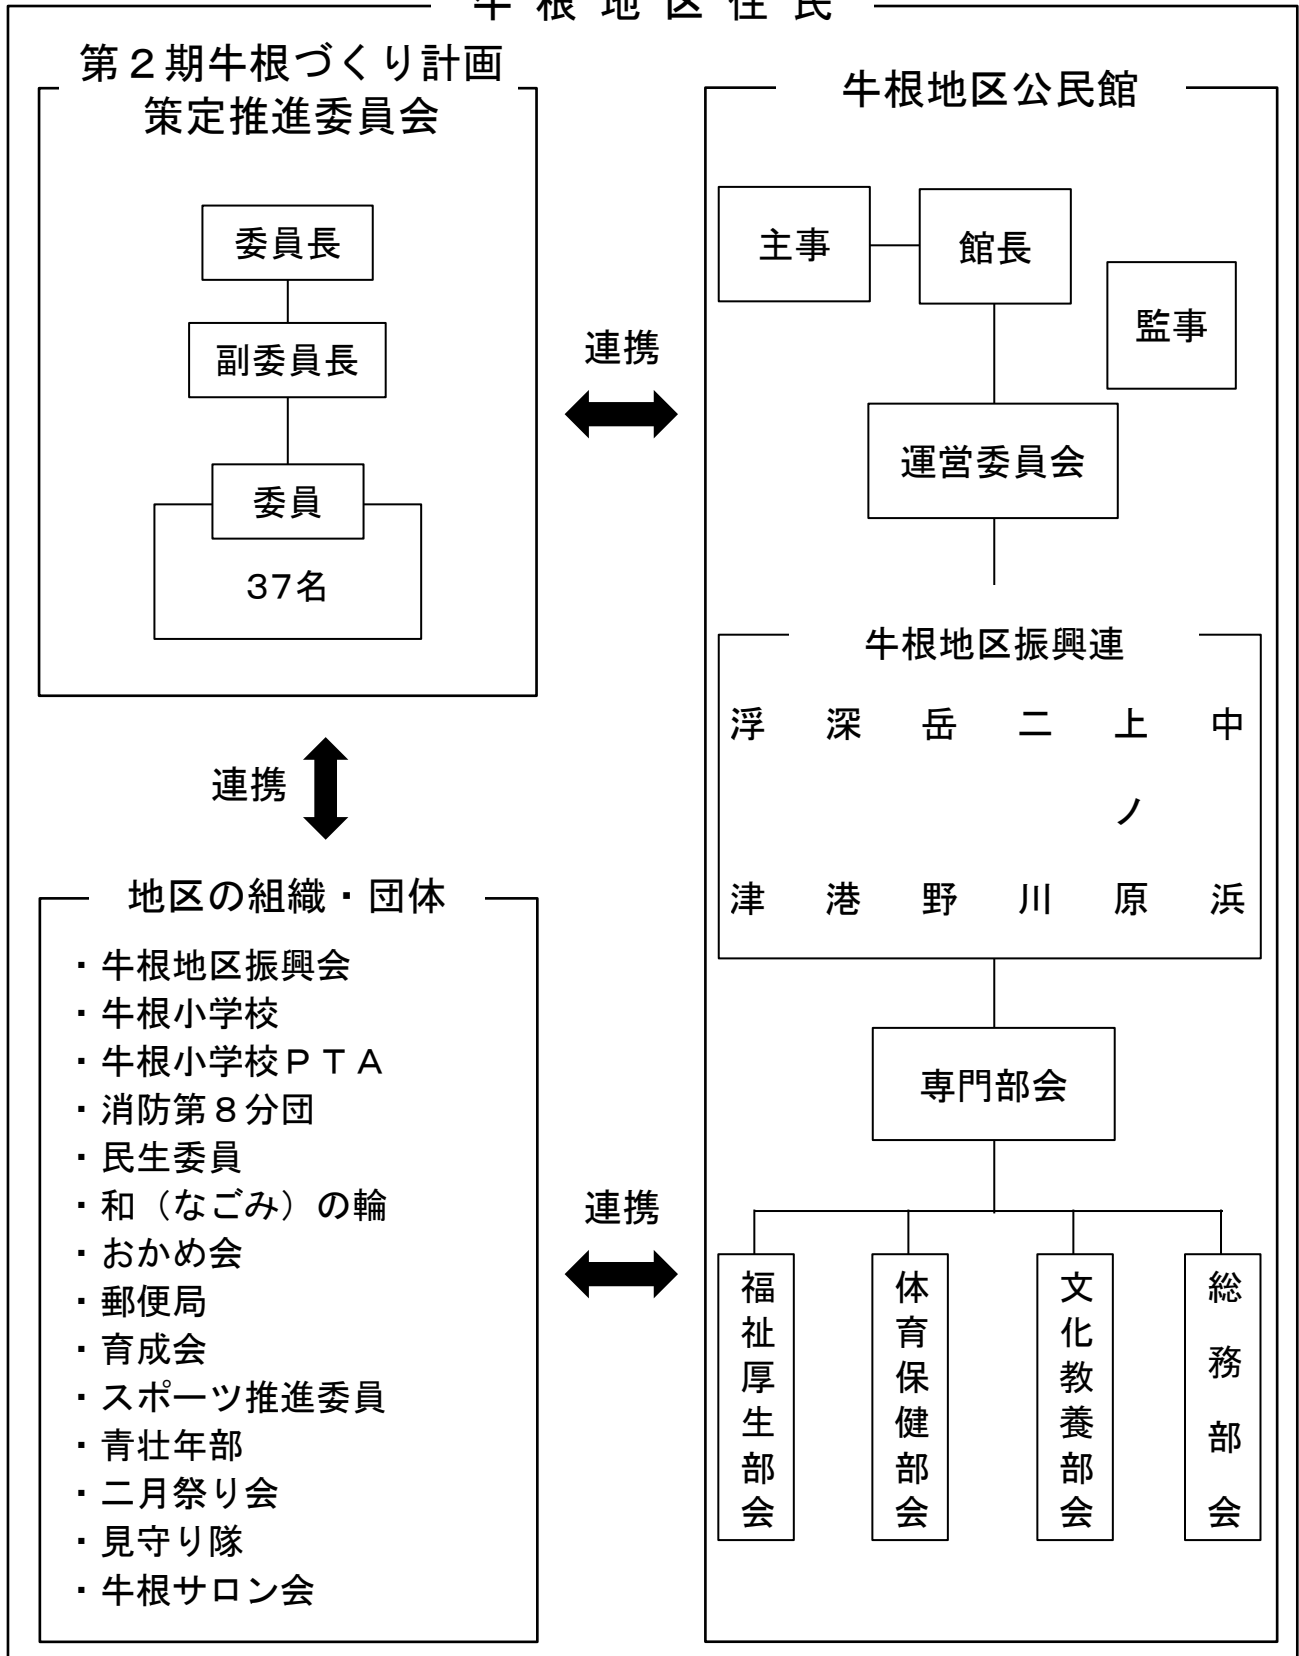 牛根地区住民
第２期牛根づくり計画
策定推進委員会
委員長
副委員長
委員
37名
連携
牛根地区公民館
主事
館長
監事
運営委員会
牛根地区振興連
浮津
深港
岳野
二川
上ノ原
中浜
専門部会
福祉厚生部会
体育保健部会
文化教養部会
総務部会
連携
地区の組織・団体
・牛根地区振興会
・牛根小学校
・牛根小学校ＰＴＡ
・消防第８分団
・民生委員
・和（なごみ）の輪
・おかめ会
・郵便局
・育成会
・スポーツ推進委員
・青壮年部
・二月祭り会
・見守り隊
・牛根サロン会
連携